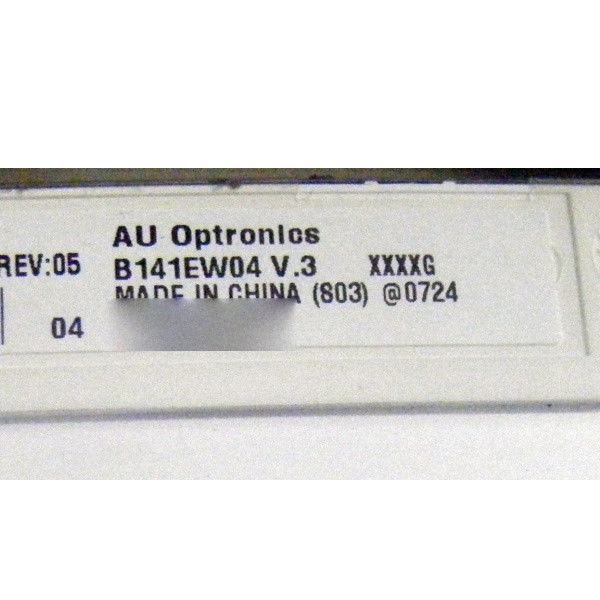 AU Optronics
REV:05 B141EW04 V.3 XXXXG
MADE IN CHINA (803) @0724
04